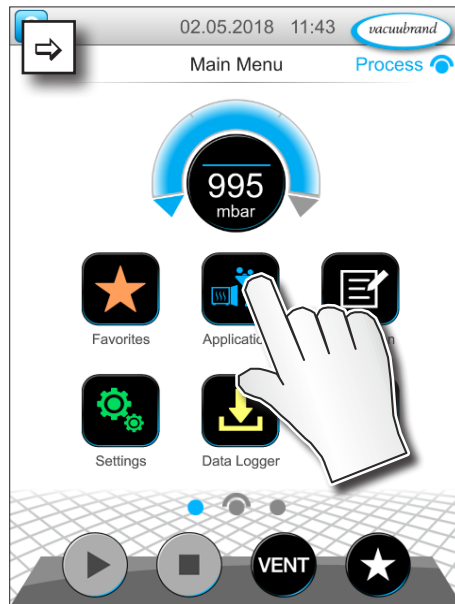 02.05.2018 11:43 vacuubrand
Main Menu Process
995
mbar
Favorites
Settings Data Logger
VENT